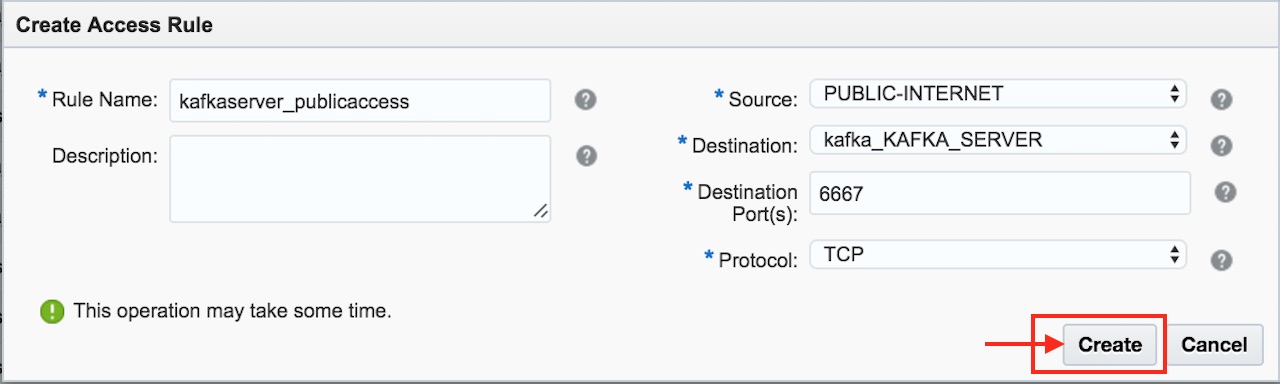 Create Access Rule
* Rule Name: kafkaserver_publicaccess ?
Description: ?
* Source: PUBLIC-INTERNET ?
* Destination: kafka_KAFKA_SERVER ?
* Destination
Port(s): 6667 ?
* Protocol: TCP ?
! This operation may take some time.
Create Cancel